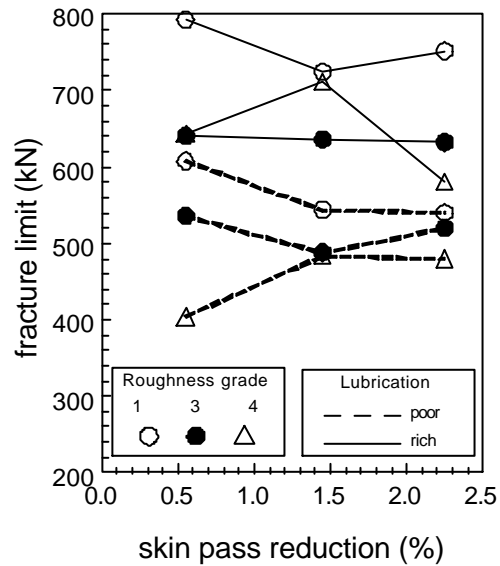 fracture limit (kN)
800
700
600
500
400
300
200
Roughness grade
1 3 4
Lubrication
poor
rich
0.0 0.5 1.0 1.5 2.0 2.5
skin pass reduction (%)